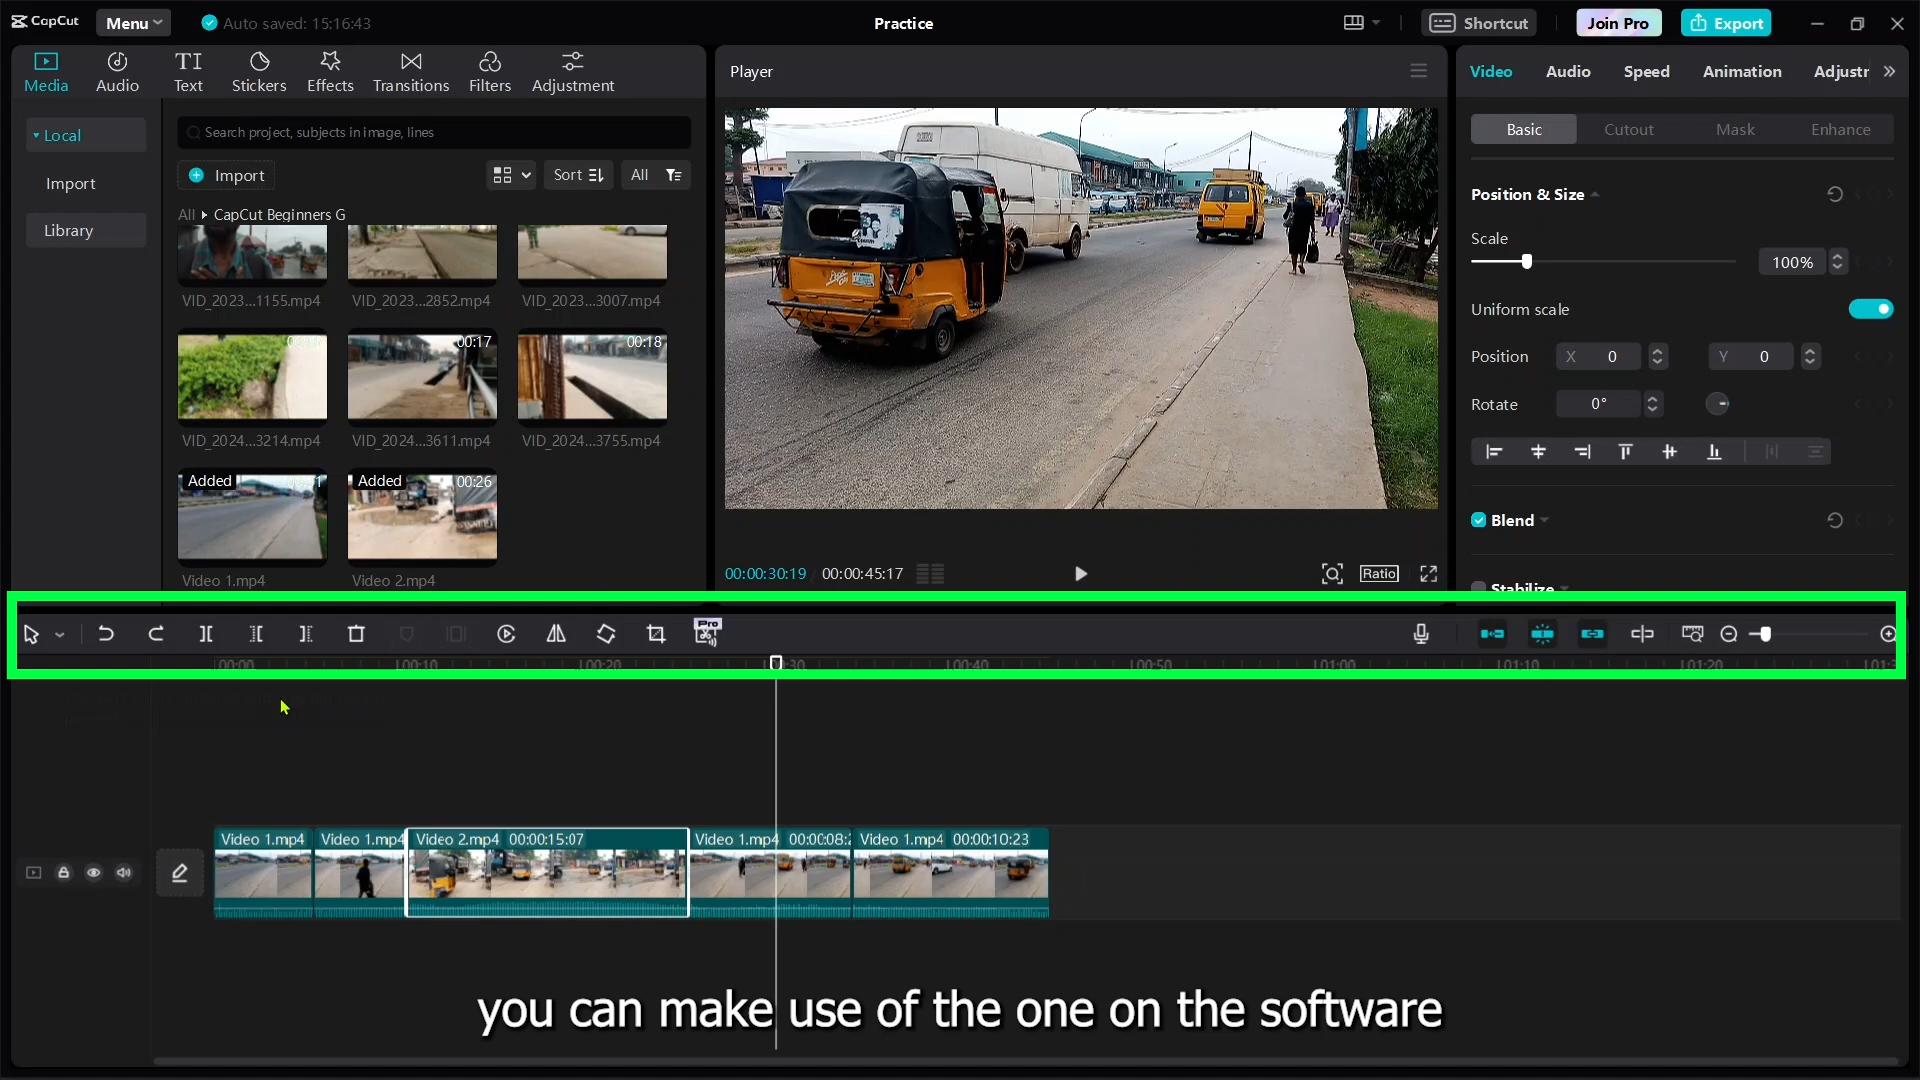 CapCut
Menu
Auto saved: 15:16:43
Practice
Shortcut
Join Pro
Export
Media
Audio
Text
Stickers
Effects
Transitions
Filters
Adjustment
Local
Import
Library
Search project, subjects in image, lines
Import
Sort
All
All
CapCut Beginners G
VID_2023...1155.mp4
VID_2023...2852.mp4
VID_2023...3007.mp4
00:17
00:18
VID_2024...3214.mp4
VID_2024...3611.mp4
VID_2024...3755.mp4
Added
Added
00:26
Video 1.mp4
Video 2.mp4
Player
00:00:30:19
00:00:45:17
Ratio
Video
Audio
Speed
Animation
Adjustr
Basic
Cutout
Mask
Enhance
Position & Size
Scale
100%
Uniform scale
Position
X 0
Y 0
Rotate
0°
Blend
Stabilize
Pro
00:00
00:10
00:20
00:30
00:40
00:50
01:00
01:10
01:20
Video 1.mp4
Video 1.mp4
Video 2.mp4 00:00:15:07
Video 1.mp4 00:00:08:2
Video 1.mp4 00:00:10:23
you can make use of the one on the software